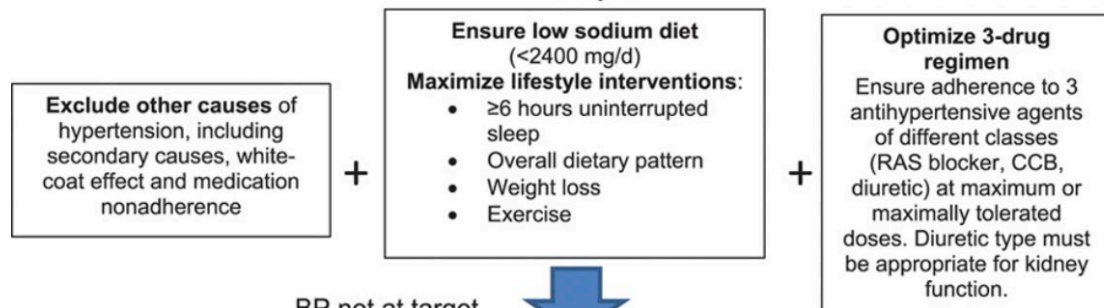 Exclude other causes of
hypertension, including
secondary causes, white-
coat effect and medication
nonadherence
+
Ensure low sodium diet
(<2400 mg/d)
Maximize lifestyle interventions:
• ≥6 hours uninterrupted
sleep
• Overall dietary pattern
• Weight loss
• Exercise
+
Optimize 3-drug
regimen
Ensure adherence to 3
antihypertensive agents
of different classes
(RAS blocker, CCB,
diuretic) at maximum or
maximally tolerated
doses. Diuretic type must
be appropriate for kidney
function.
BP not at target